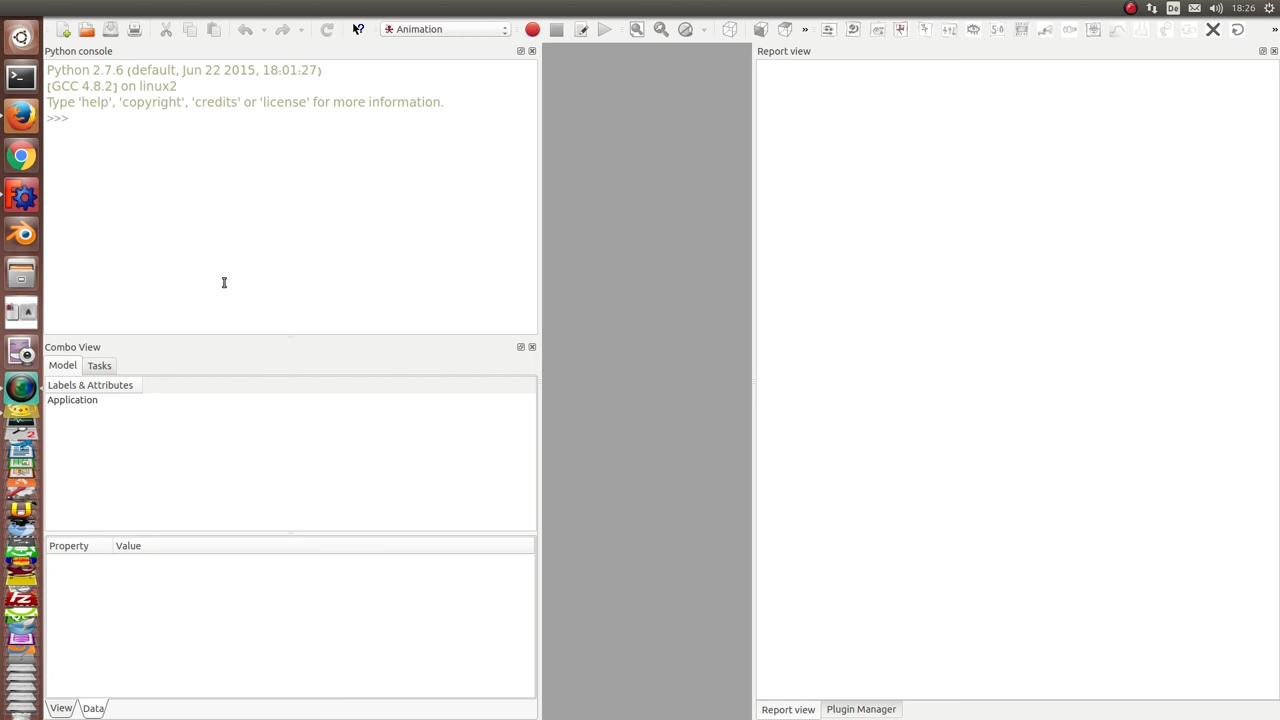 De
18:26
Animation
Python console
Report view
Python 2.7.6 (default, Jun 22 2015, 18:01:27)
[GCC 4.8.2] on linux2
Type 'help', 'copyright', 'credits' or 'license' for more information.
>>>
Combo View
Model
Tasks
Labels & Attributes
Application
Property
Value
View
Data
Report view
Plugin Manager